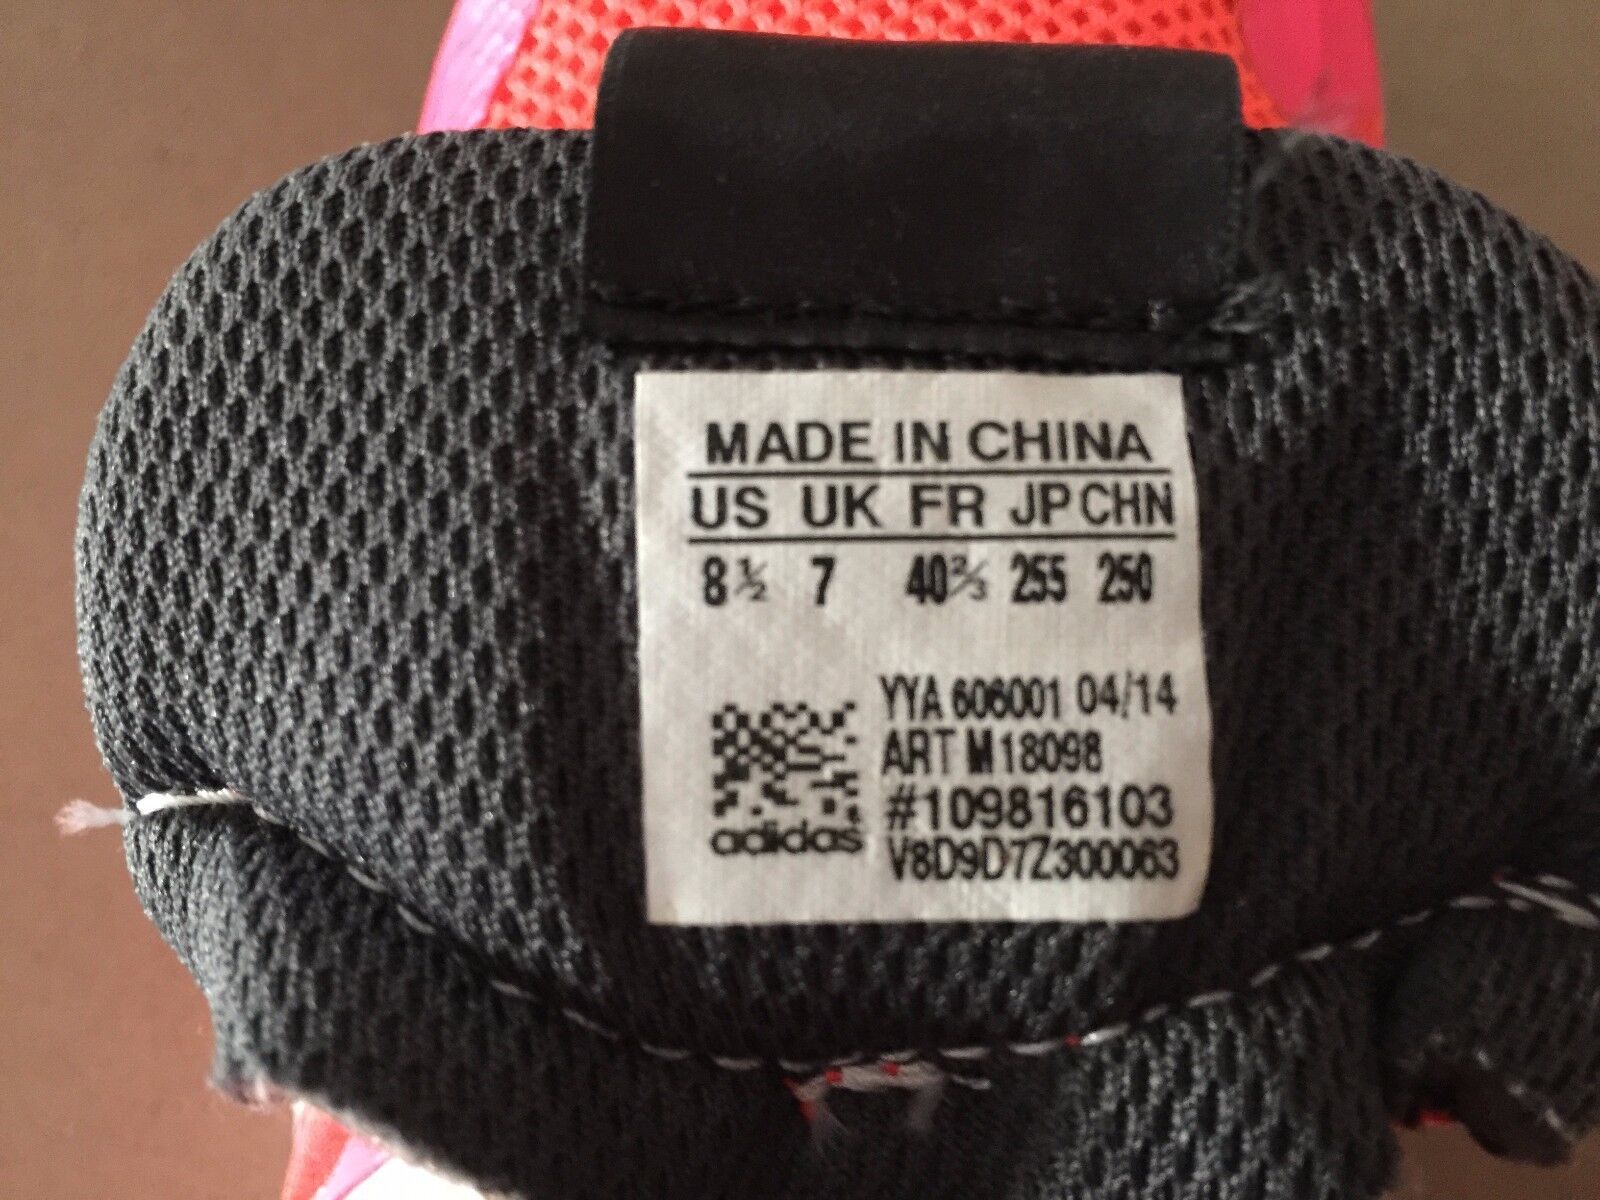 MADE IN CHINA
US UK FR JP CHN
8½ 7 40⅔ 255 250
YYA 606001 04/14
ART M18098
#109816103
adidas V8D9D7Z300063